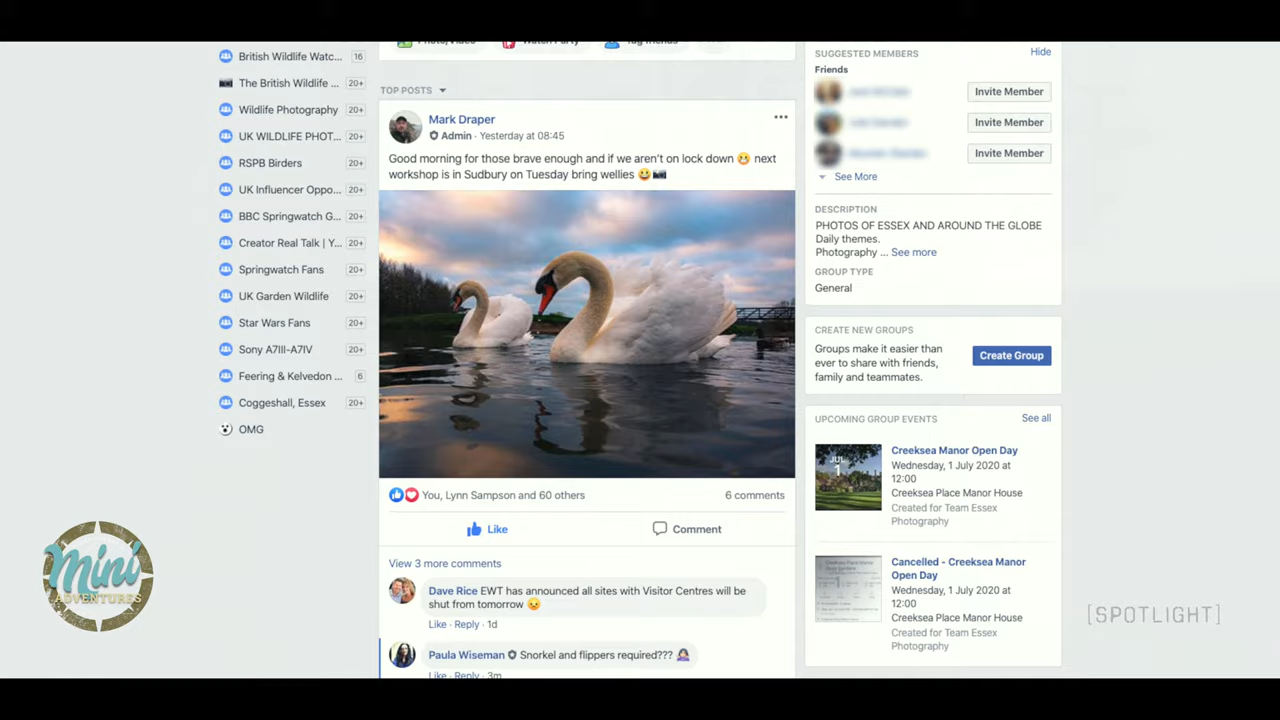 British Wildlife Watc... 16
The British Wildlife ... 20+
Wildlife Photography 20+
UK WILDLIFE PHOT... 20+
RSPB Birders 20+
UK Influencer Oppo... 20+
BBC Springwatch G... 20+
Creator Real Talk | Y... 20+
Springwatch Fans 20+
UK Garden Wildlife 20+
Star Wars Fans 20+
Sony A7III-A7IV 20+
Feering & Kelvedon ... 6
Coggeshall, Essex 20+
OMG
Mini
ADVENTURES
Photo/Video Watch Party Tag friends
TOP POSTS
Mark Draper
Admin · Yesterday at 08:45
Good morning for those brave enough and if we aren't on lock down 😬 next
workshop is in Sudbury on Tuesday bring wellies 😃📷
You, Lynn Sampson and 60 others 6 comments
Like Comment
View 3 more comments
Dave Rice EWT has announced all sites with Visitor Centres will be
shut from tomorrow 😟
Like · Reply · 1d
Paula Wiseman Snorkel and flippers required??? 🤷🏻‍♀️
Like · Reply · 3m
SUGGESTED MEMBERS Hide
Friends
Invite Member
Invite Member
Invite Member
See More
DESCRIPTION
PHOTOS OF ESSEX AND AROUND THE GLOBE
Daily themes.
Photography ... See more
GROUP TYPE
General
CREATE NEW GROUPS
Groups make it easier than
ever to share with friends,
family and teammates.
Create Group
UPCOMING GROUP EVENTS See all
JUL
1
Creeksea Manor Open Day
Wednesday, 1 July 2020 at
12:00
Creeksea Place Manor House
Created for Team Essex
Photography
Cancelled - Creeksea Manor
Open Day
Wednesday, 1 July 2020 at
12:00
Creeksea Place Manor House
Created for Team Essex
Photography
[SPOTLIGHT]